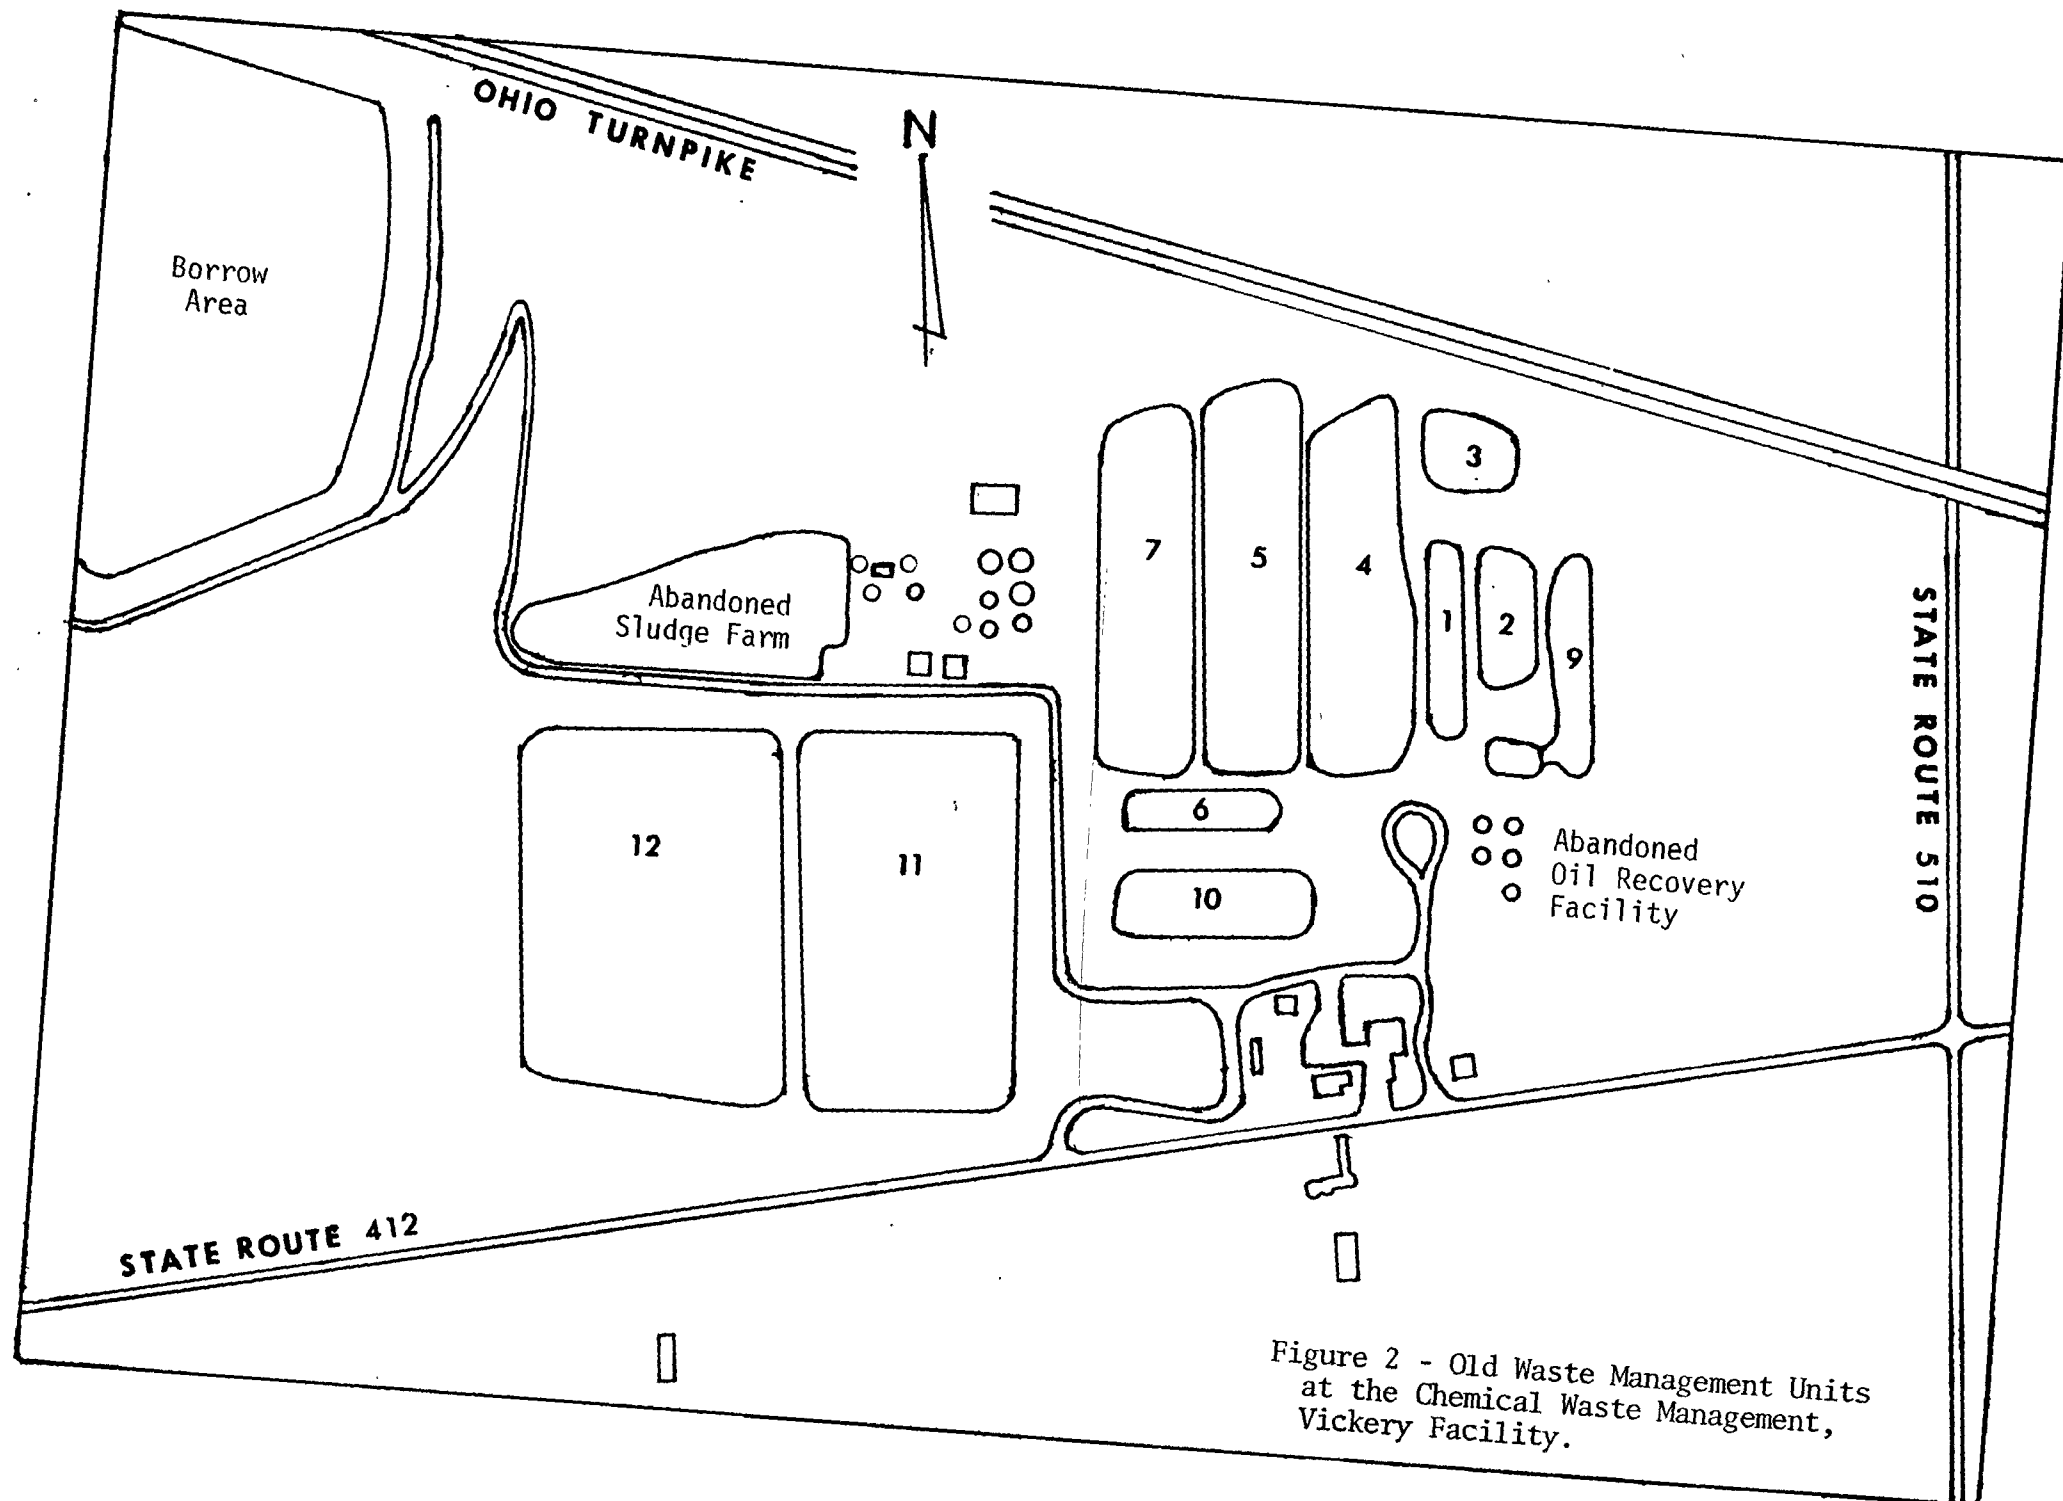 OHIO TURNPIKE
N
Borrow
Area
3
7
5
4
1
2
9
Abandoned
Sludge Farm
STATE ROUTE 510
6
12
11
10
Abandoned
Oil Recovery
Facility
STATE ROUTE 412
Figure 2 - Old Waste Management Units
at the Chemical Waste Management,
Vickery Facility.